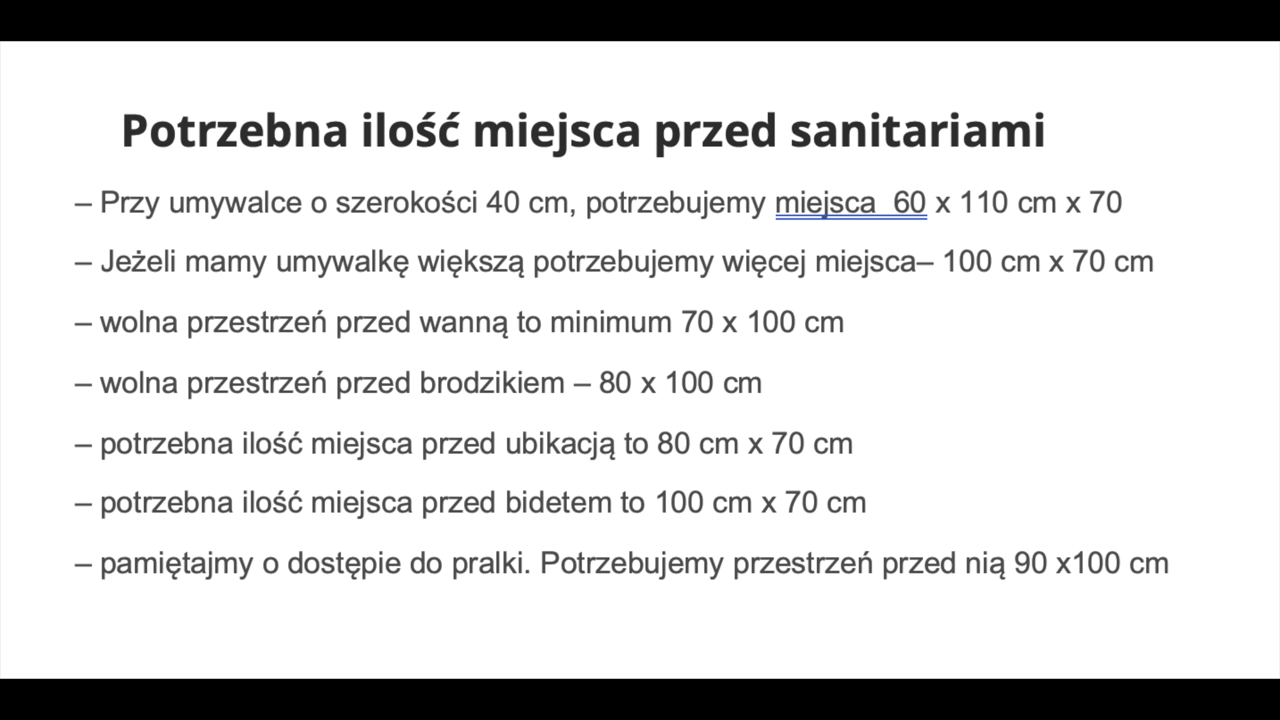 Potrzebna ilość miejsca przed sanitariami
– Przy umywalce o szerokości 40 cm, potrzebujemy miejsca  60 x 110 cm x 70
– Jeżeli mamy umywalkę większą potrzebujemy więcej miejsca– 100 cm x 70 cm
– wolna przestrzeń przed wanną to minimum 70 x 100 cm
– wolna przestrzeń przed brodzikiem – 80 x 100 cm
– potrzebna ilość miejsca przed ubikacją to 80 cm x 70 cm
– potrzebna ilość miejsca przed bidetem to 100 cm x 70 cm
– pamiętajmy o dostępie do pralki. Potrzebujemy przestrzeń przed nią 90 x100 cm